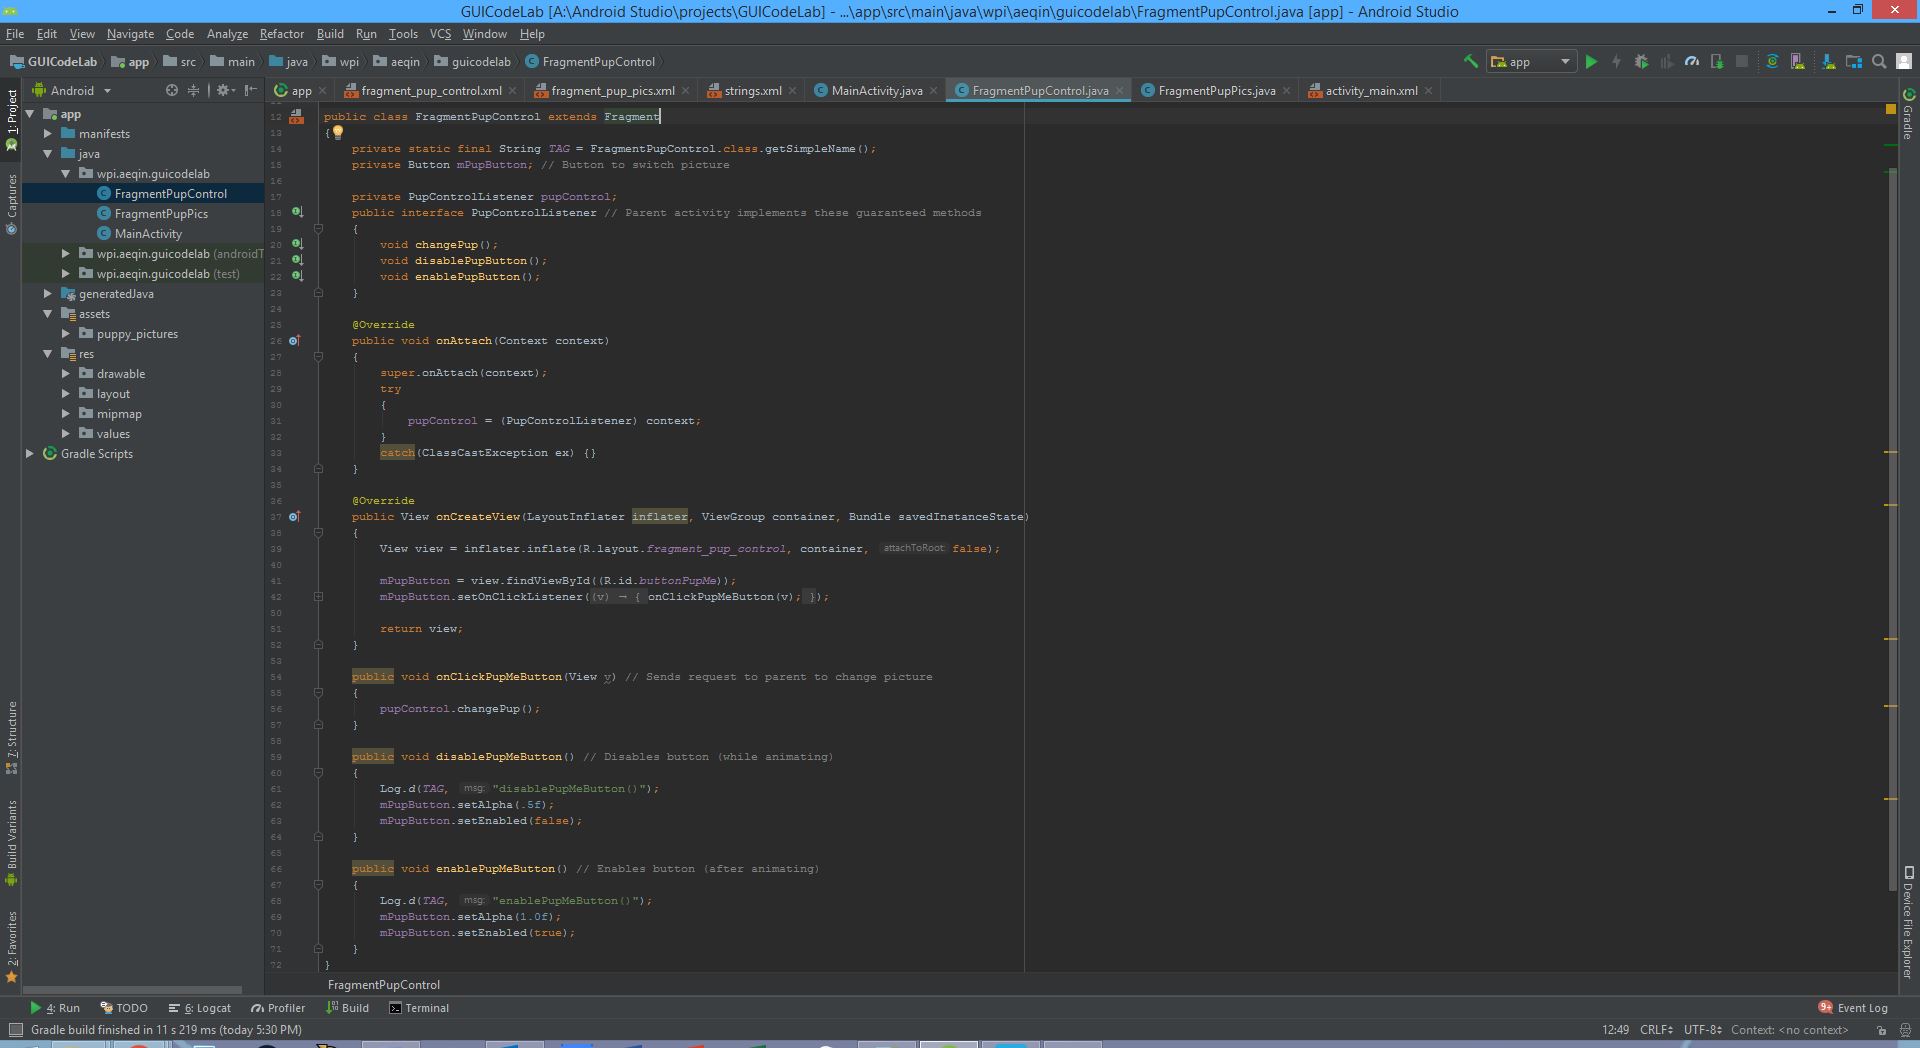 GUICodeLab [A:\Android Studio\projects\GUICodeLab] - ...\app\src\main\java\wpi\aeqin\guicodelab\FragmentPupControl.java [app] - Android Studio
File Edit View Navigate Code Analyze Refactor Build Run Tools VCS Window Help
GUICodeLab app src main java wpi aeqin guicodelab FragmentPupControl app
Android app fragment_pup_control.xml fragment_pup_pics.xml strings.xml MainActivity.java FragmentPupControl.java FragmentPupPics.java activity_main.xml
1: Project
Captures
7: Structure
Build Variants
2: Favorites
app
manifests
java
wpi.aeqin.guicodelab
FragmentPupControl
FragmentPupPics
MainActivity
wpi.aeqin.guicodelab (androidT
wpi.aeqin.guicodelab (test)
generatedJava
assets
puppy_pictures
res
drawable
layout
mipmap
values
Gradle Scripts
12 public class FragmentPupControl extends Fragment
13 {
14 private static final String TAG = FragmentPupControl.class.getSimpleName();
15 private Button mPupButton; // Button to switch picture
16
17 private PupControlListener pupControl;
18 public interface PupControlListener // Parent activity implements these guaranteed methods
19 {
20 void changePup();
21 void disablePupButton();
22 void enablePupButton();
23 }
24
25 @Override
26 public void onAttach(Context context)
27 {
28 super.onAttach(context);
29 try
30 {
31 pupControl = (PupControlListener) context;
32 }
33 catch(ClassCastException ex) {}
34 }
35
36 @Override
37 public View onCreateView(LayoutInflater inflater, ViewGroup container, Bundle savedInstanceState)
38 {
39 View view = inflater.inflate(R.layout.fragment_pup_control, container, attachToRoot: false);
40
41 mPupButton = view.findViewById((R.id.buttonPupMe));
42 mPupButton.setOnClickListener((v) → { onClickPupMeButton(v); });
50
51 return view;
52 }
53
54 public void onClickPupMeButton(View v) // Sends request to parent to change picture
55 {
56 pupControl.changePup();
57 }
58
59 public void disablePupMeButton() // Disables button (while animating)
60 {
61 Log.d(TAG, msg: "disablePupMeButton()");
62 mPupButton.setAlpha(.5f);
63 mPupButton.setEnabled(false);
64 }
65
66 public void enablePupMeButton() // Enables button (after animating)
67 {
68 Log.d(TAG, msg: "enablePupMeButton()");
69 mPupButton.setAlpha(1.0f);
70 mPupButton.setEnabled(true);
71 }
72 }
FragmentPupControl
Gradle
Device File Explorer
4: Run TODO 6: Logcat Profiler Build Terminal 9+ Event Log
Gradle build finished in 11 s 219 ms (today 5:30 PM) 12:49 CRLF UTF-8 Context: <no context>